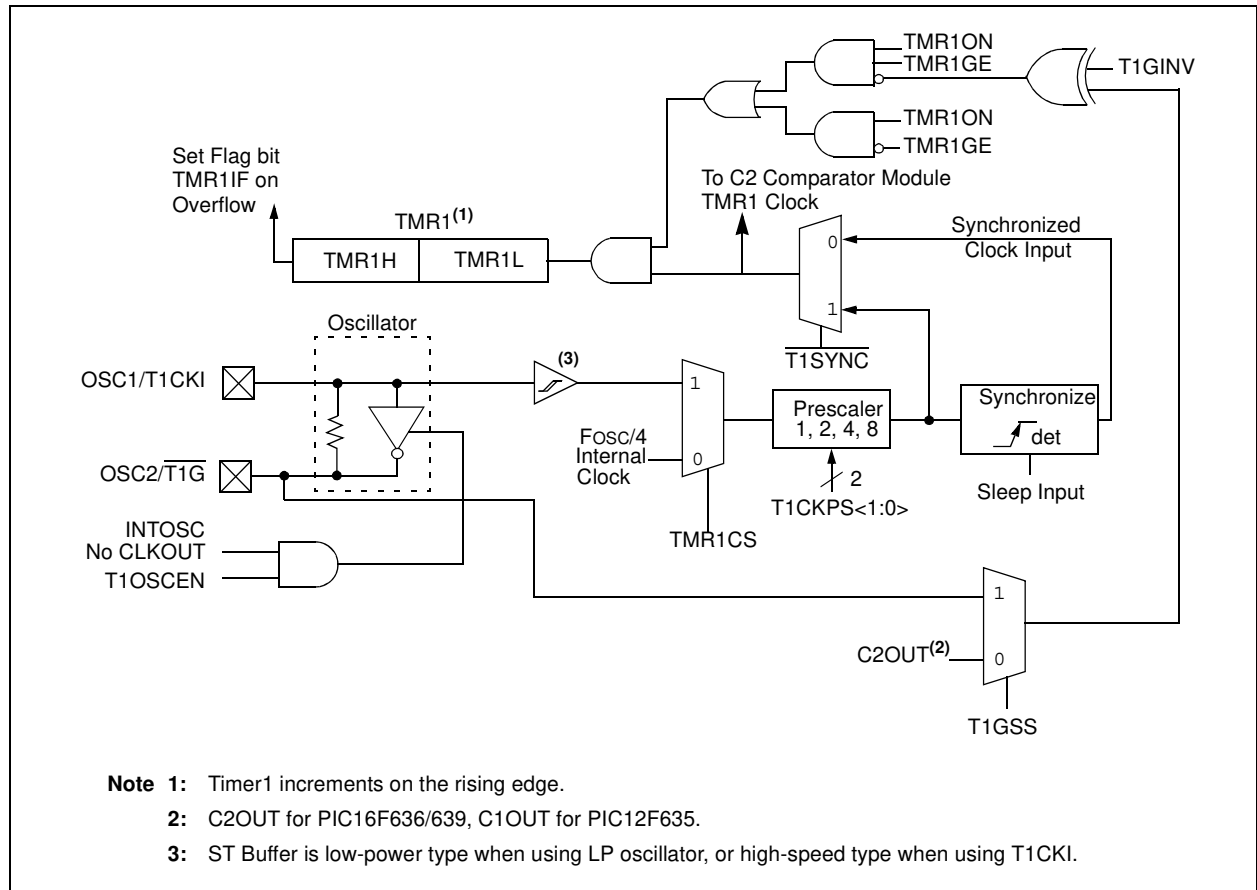 TMR1ON
TMR1GE
T1GINV
TMR1ON
TMR1GE
Set Flag bit
TMR1IF on
Overflow
To C2 Comparator Module
TMR1 Clock
TMR1(1)
TMR1H
TMR1L
0
Synchronized
Clock Input
1
T1SYNC
Oscillator
(3)
OSC1/T1CKI
1
FOSC/4
Internal
Clock
0
TMR1CS
Prescaler
1, 2, 4, 8
2
T1CKPS<1:0>
Synchronize
det
Sleep Input
OSC2/T1G
INTOSC
No CLKOUT
T1OSCEN
1
C2OUT(2)
0
T1GSS
Note 1: Timer1 increments on the rising edge.
2: C2OUT for PIC16F636/639, C1OUT for PIC12F635.
3: ST Buffer is low-power type when using LP oscillator, or high-speed type when using T1CKI.